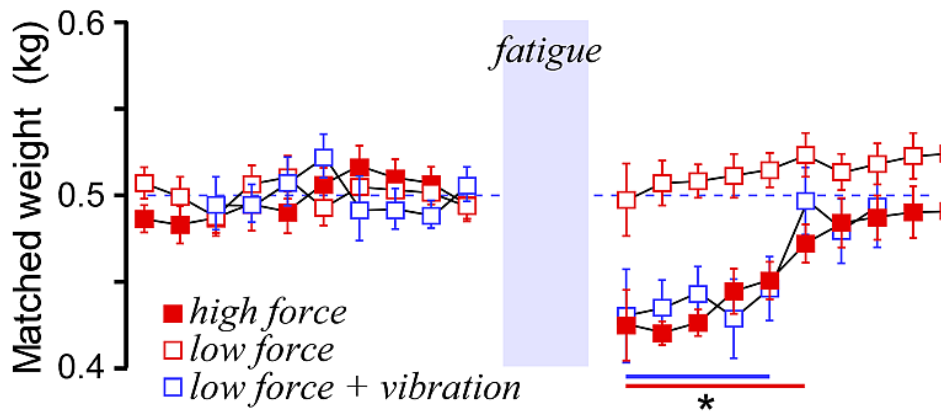 0.6
fatigue
Matched weight (kg)
0.5
high force
low force
0.4
low force + vibration
*